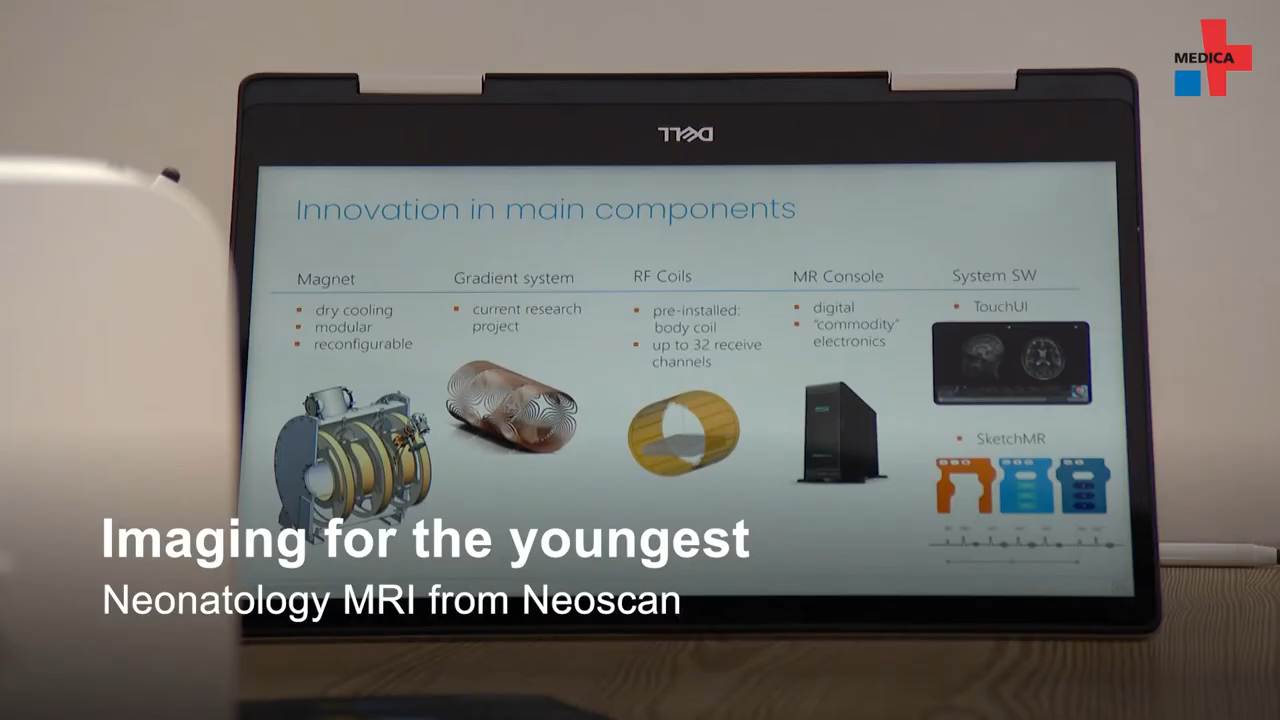 MEDICA
DELL
Innovation in main components
Magnet
dry cooling
modular
reconfigurable
Gradient system
current research
project
RF Coils
pre-installed:
body coil
up to 32 receive
channels
MR Console
digital
"commodity"
electronics
System SW
TouchUI
SketchMR
Imaging for the youngest
Neonatology MRI from Neoscan